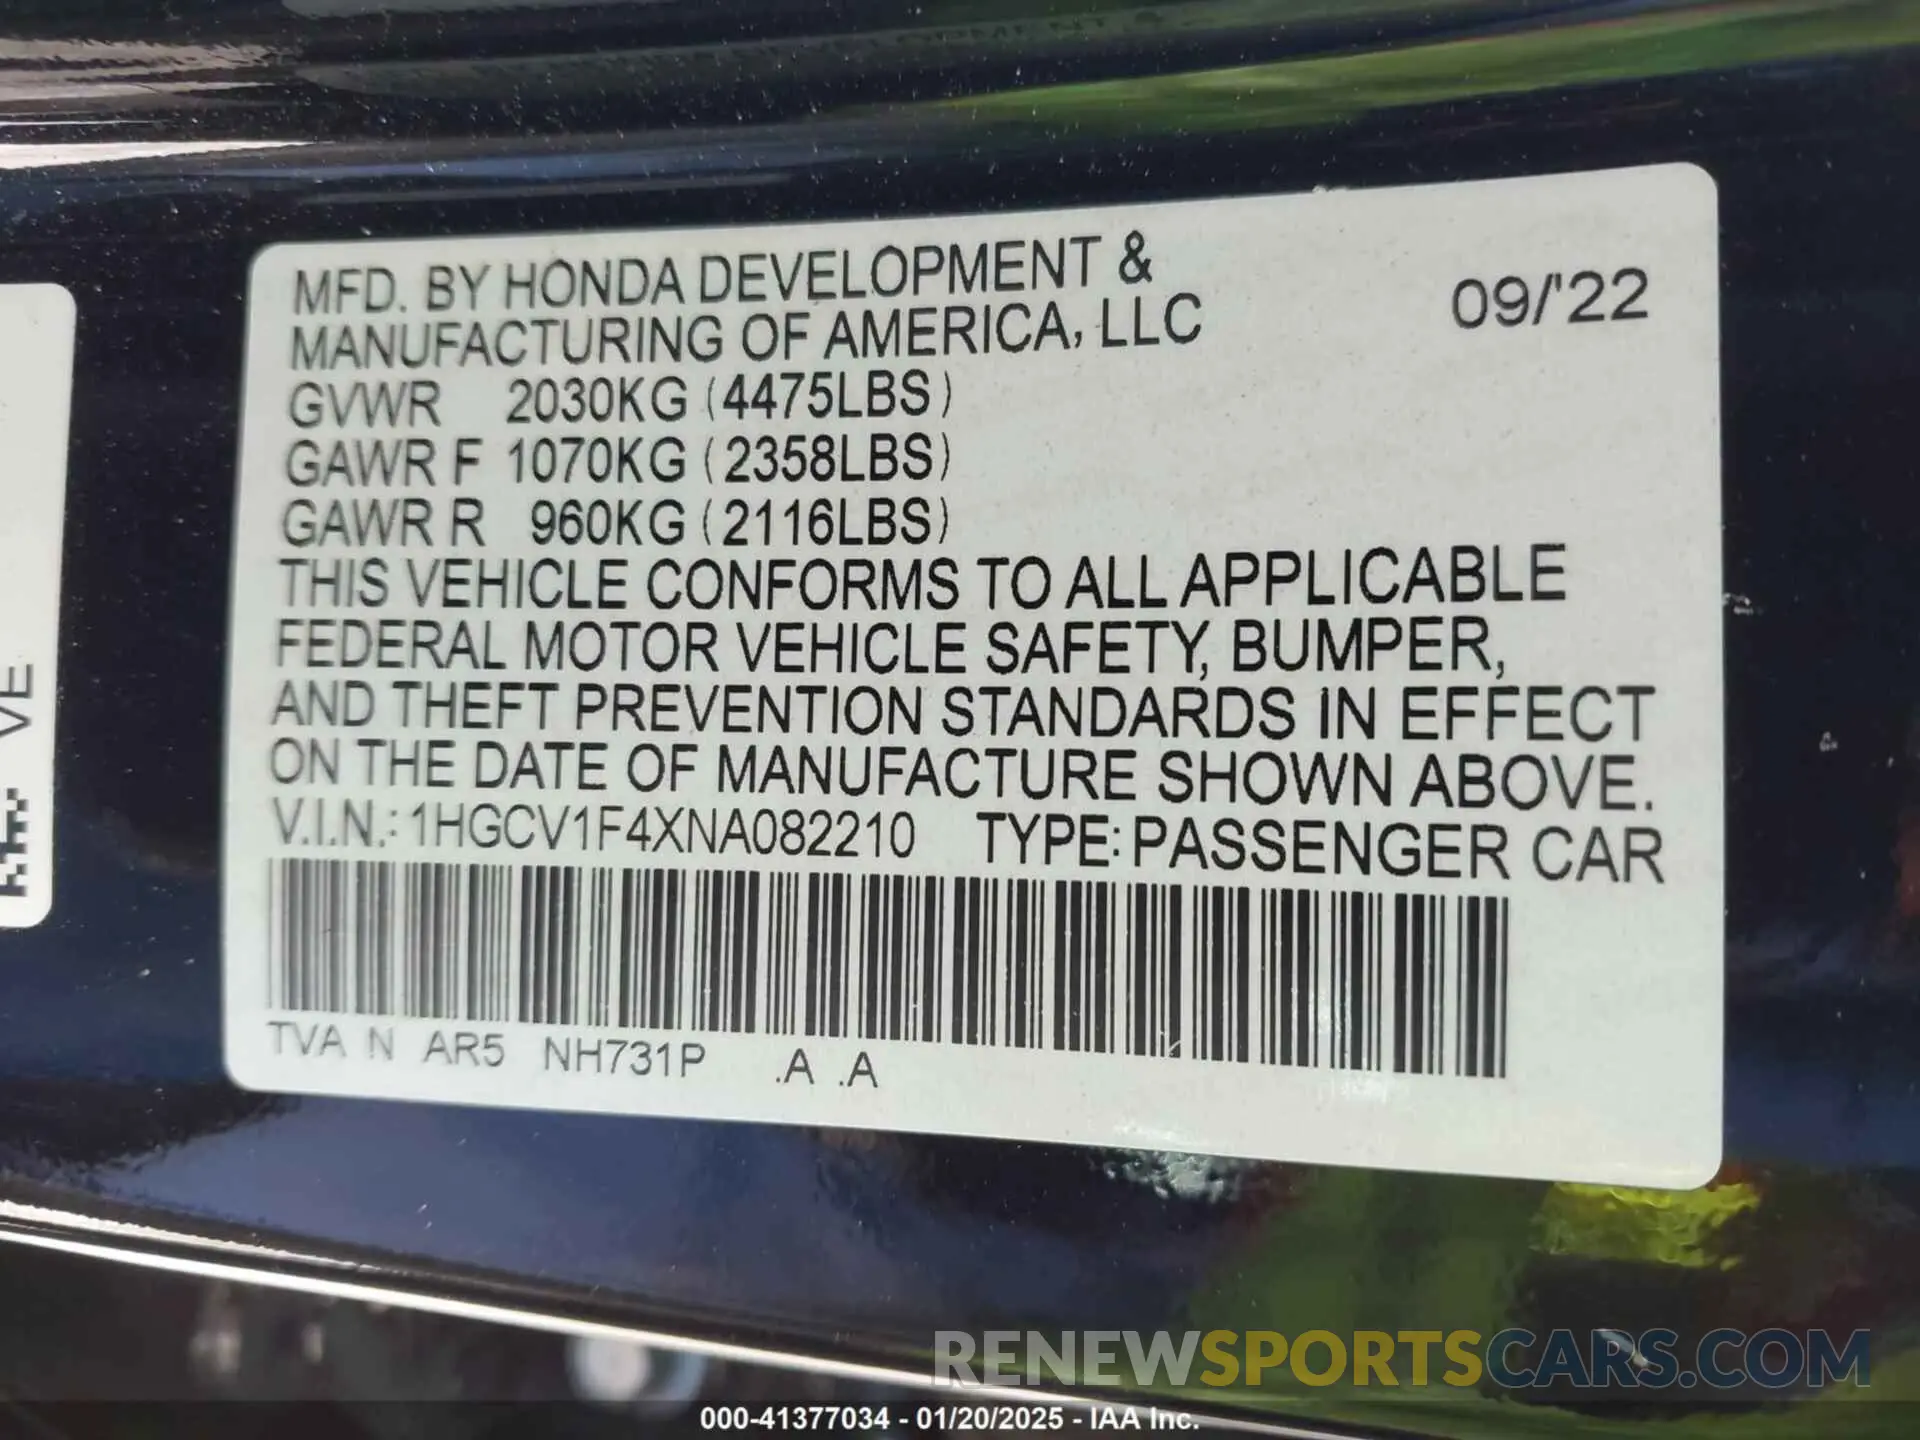 MFD. BY HONDA DEVELOPMENT &
MANUFACTURING OF AMERICA, LLC
09/'22
GVWR 2030KG (4475LBS)
GAWR F 1070KG (2358LBS)
GAWR R 960KG (2116LBS)
THIS VEHICLE CONFORMS TO ALL APPLICABLE
FEDERAL MOTOR VEHICLE SAFETY, BUMPER,
AND THEFT PREVENTION STANDARDS IN EFFECT
ON THE DATE OF MANUFACTURE SHOWN ABOVE.
V.I.N.: 1HGCV1F4XNA082210 TYPE: PASSENGER CAR
TVA N AR5 NH731P .A .A
VE
RENEWSPORTSCARS.COM
000-41377034 - 01/20/2025 - IAA Inc.